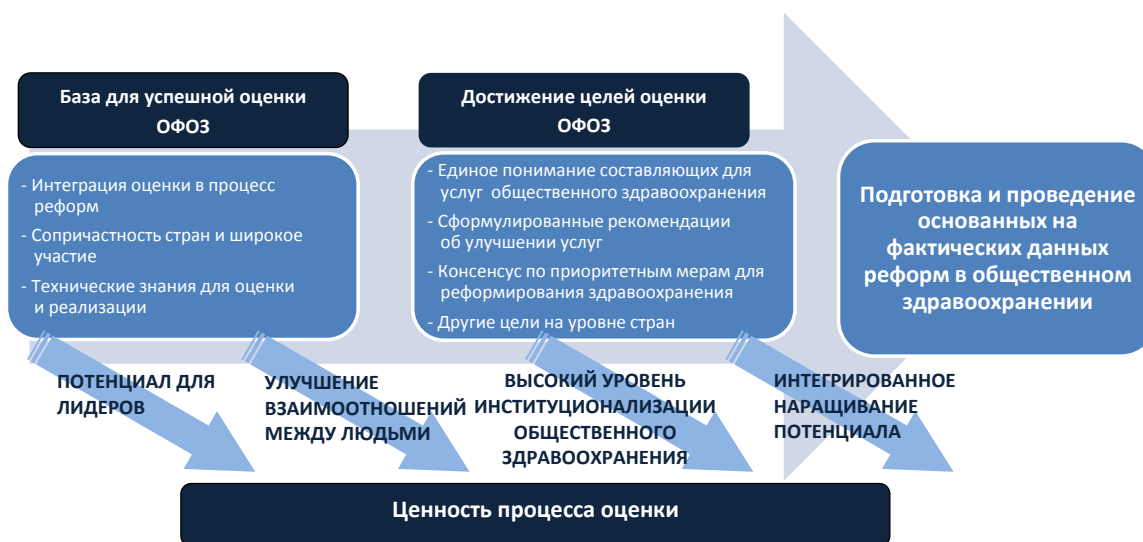 База для успешной оценки
ОФОЗ
- Интеграция оценки в процесс
реформ
- Сопричастность стран и широкое
участие
- Технические знания для оценки
и реализации
Достижение целей оценки
ОФОЗ
- Единое понимание составляющих для
услуг общественного здравоохранения
- Сформулированные рекомендации
об улучшении услуг
- Консенсус по приоритетным мерам для
реформирования здравоохранения
- Другие цели на уровне стран
Подготовка и проведение
основанных на
фактических данных
реформ в общественном
здравоохранении
ПОТЕНЦИАЛ ДЛЯ
ЛИДЕРОВ
УЛУЧШЕНИЕ
ВЗАИМООТНОШЕНИЙ
МЕЖДУ ЛЮДЬМИ
ВЫСОКИЙ УРОВЕНЬ
ИНСТИТУЦИОНАЛИЗАЦИИ
ОБЩЕСТВЕННОГО
ЗДРАВООХРАНЕНИЯ
ИНТЕГРИРОВАННОЕ
НАРАЩИВАНИЕ
ПОТЕНЦИАЛА
Ценность процесса оценки